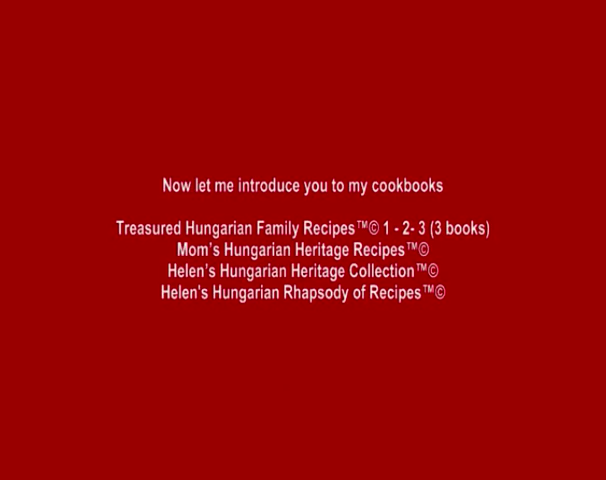 Now let me introduce you to my cookbooks
Treasured Hungarian Family Recipes™© 1 - 2- 3 (3 books)
Mom's Hungarian Heritage Recipes™©
Helen's Hungarian Heritage Collection™©
Helen's Hungarian Rhapsody of Recipes™©